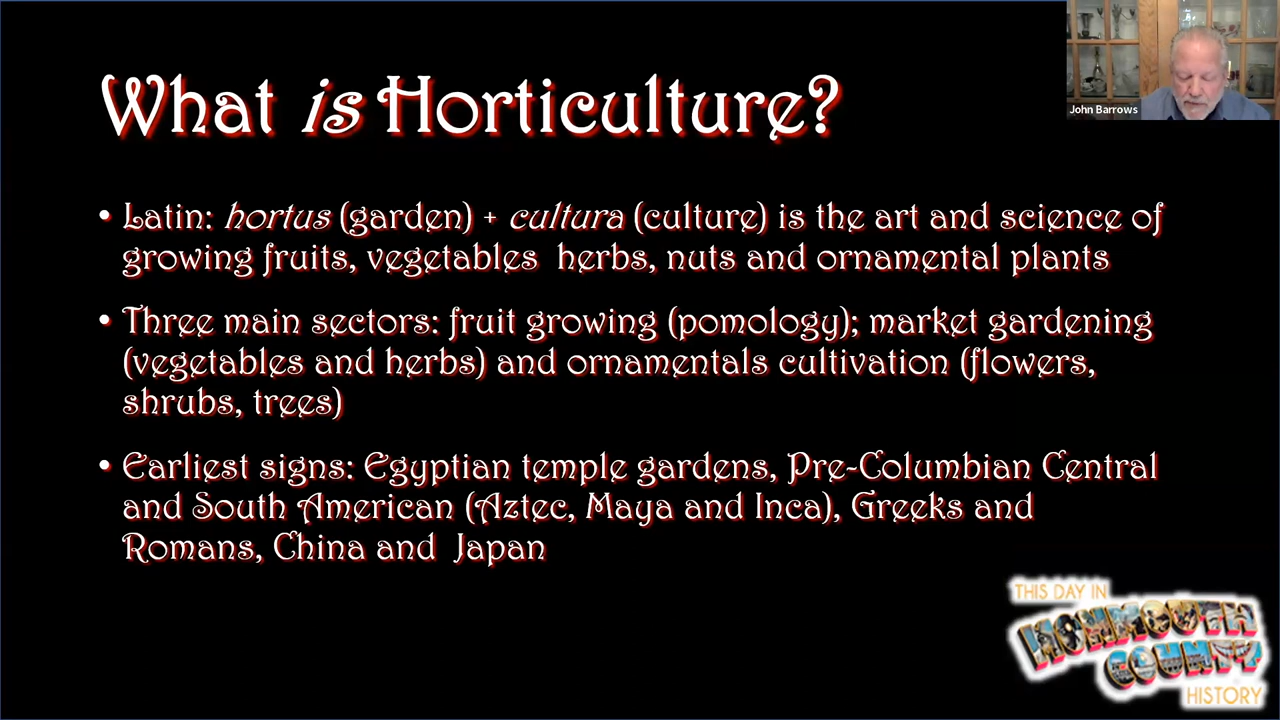 What is Horticulture?
John Barrows
• Latin: hortus (garden) + cultura (culture) is the art and science of
growing fruits, vegetables  herbs, nuts and ornamental plants
• Three main sectors: fruit growing (pomology); market gardening
(vegetables and herbs) and ornamentals cultivation (flowers,
shrubs, trees)
• Earliest signs: Egyptian temple gardens, Pre-Columbian Central
and South American (Aztec, Maya and Inca), Greeks and
Romans, China and  Japan
THIS DAY IN
MONMOUTH
COUNTY
HISTORY